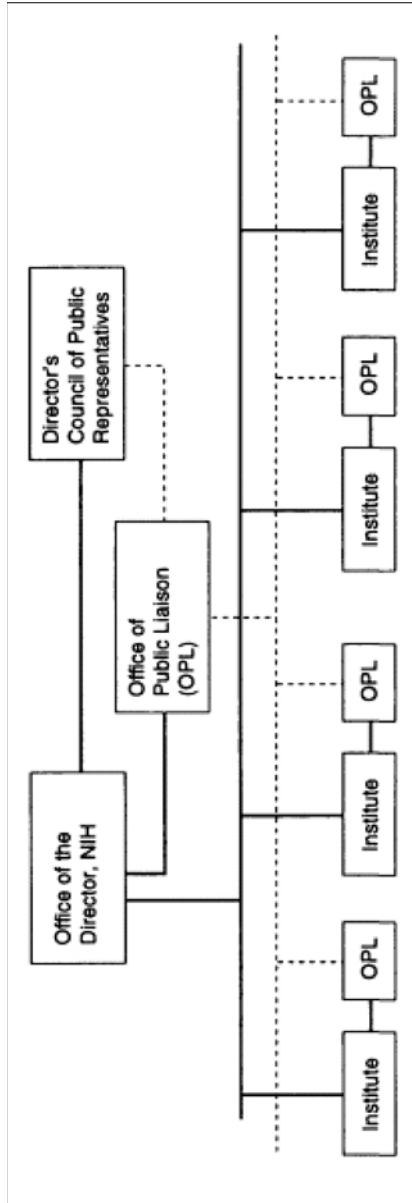 Office of the
Director, NIH
Director's
Council of Public
Representatives
Office of
Public Liaison
(OPL)
Institute
OPL
Institute
OPL
Institute
OPL
Institute
OPL